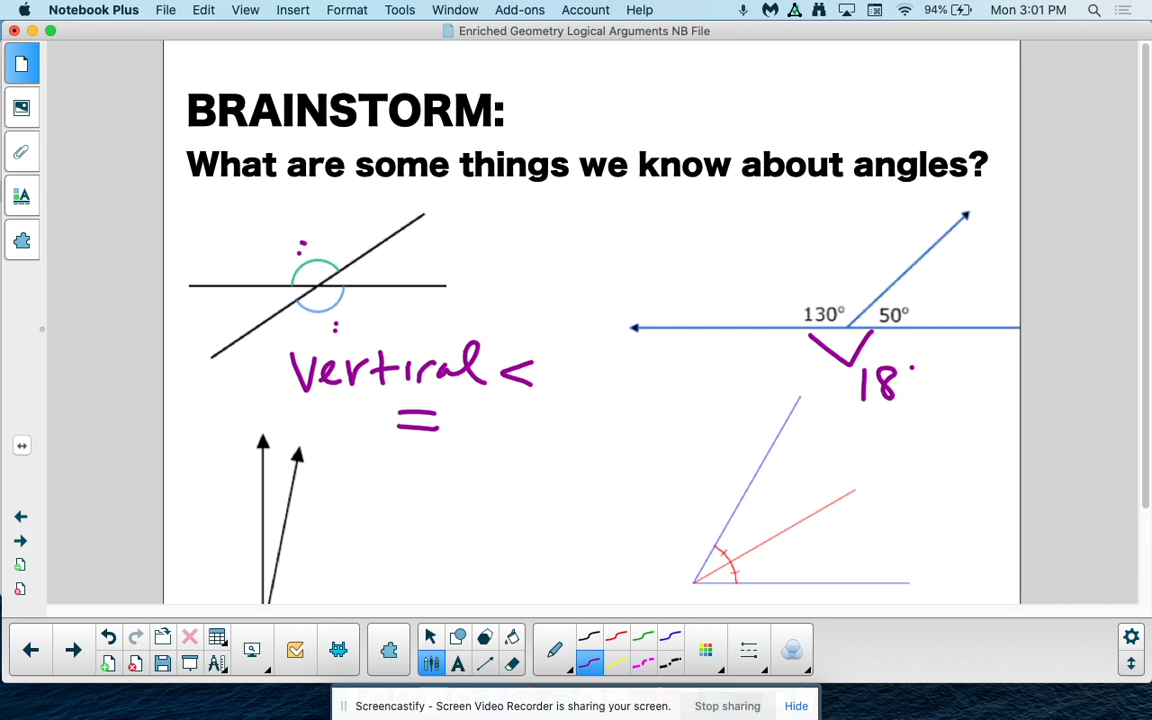 Notebook Plus File Edit View Insert Format Tools Window Add-ons Account Help 94% Mon 3:01 PM
Enriched Geometry Logical Arguments NB File
BRAINSTORM:
What are some things we know about angles?
130° 50°
Vertical <
=
18
Screencastify - Screen Video Recorder is sharing your screen. Stop sharing Hide